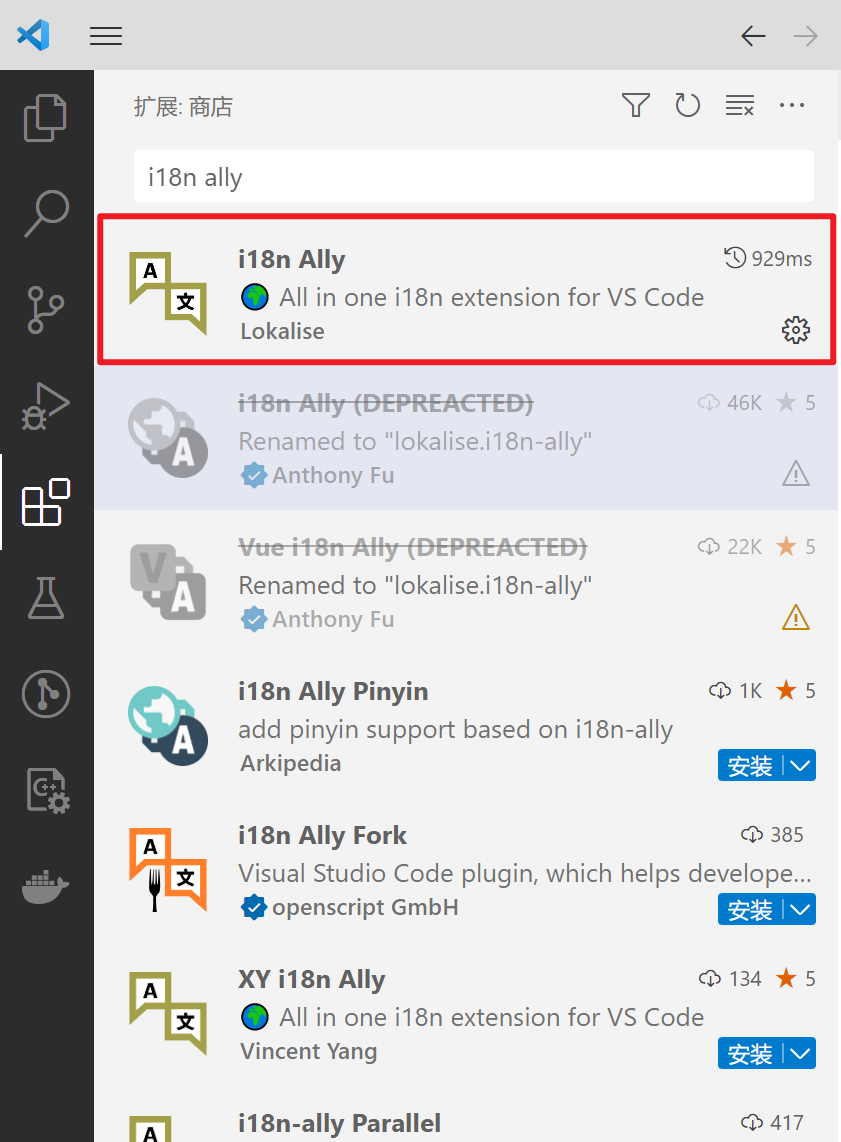 扩展: 商店
i18n ally
i18n Ally 929ms
All in one i18n extension for VS Code
Lokalise
i18n Ally (DEPREACTED) 46K 5
Renamed to "lokalise.i18n-ally"
Anthony Fu
Vue i18n Ally (DEPREACTED) 22K 5
Renamed to "lokalise.i18n-ally"
Anthony Fu
i18n Ally Pinyin 1K 5
add pinyin support based on i18n-ally
Arkipedia 安装
i18n Ally Fork 385
Visual Studio Code plugin, which helps develope...
openscript GmbH 安装
XY i18n Ally 134 5
All in one i18n extension for VS Code
Vincent Yang 安装
i18n-ally Parallel 417